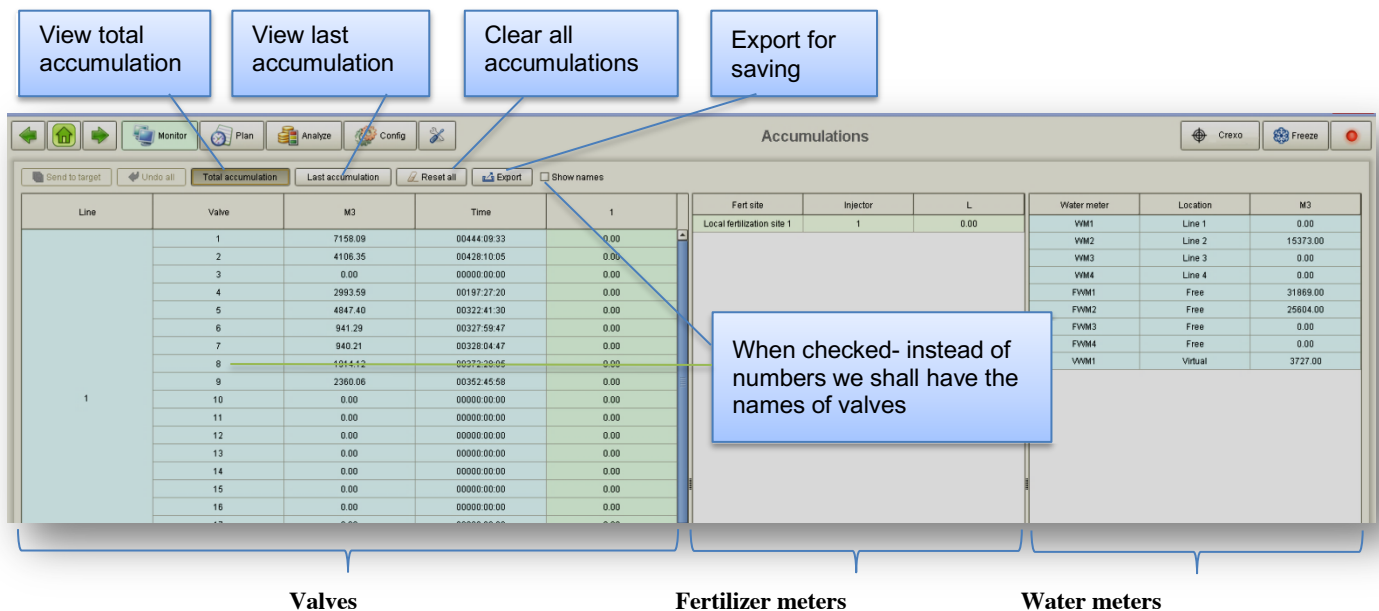 View total
accumulation
View last
accumulation
Clear all
accumulations
Export for
saving
Monitor Plan Analyze Config Accumulations Crexo Freeze
Send to target Undo all Total accumulation Last accumulation Reset all Export Show names
Line Valve M3 Time 1
1
1 7158.09 00444:09:33 0.00
2 4106.35 00428:10:05 0.00
3 0.00 00000:00:00 0.00
4 2993.59 00197:27:20 0.00
5 4847.40 00322:41:30 0.00
6 941.29 00327:59:47 0.00
7 940.21 00328:04:47 0.00
8 1814.12 00372:28:05 0.00
9 2360.06 00352:45:58 0.00
10 0.00 00000:00:00 0.00
11 0.00 00000:00:00 0.00
12 0.00 00000:00:00 0.00
13 0.00 00000:00:00 0.00
14 0.00 00000:00:00 0.00
15 0.00 00000:00:00 0.00
16 0.00 00000:00:00 0.00
Fert site Injector L
Local fertilization site 1 1 0.00
When checked- instead of
numbers we shall have the
names of valves
Water meter Location M3
WM1 Line 1 0.00
WM2 Line 2 15373.00
WM3 Line 3 0.00
WM4 Line 4 0.00
FWM1 Free 31869.00
FWM2 Free 25604.00
FWM3 Free 0.00
FWM4 Free 0.00
VWM1 Virtual 3727.00
Valves Fertilizer meters Water meters